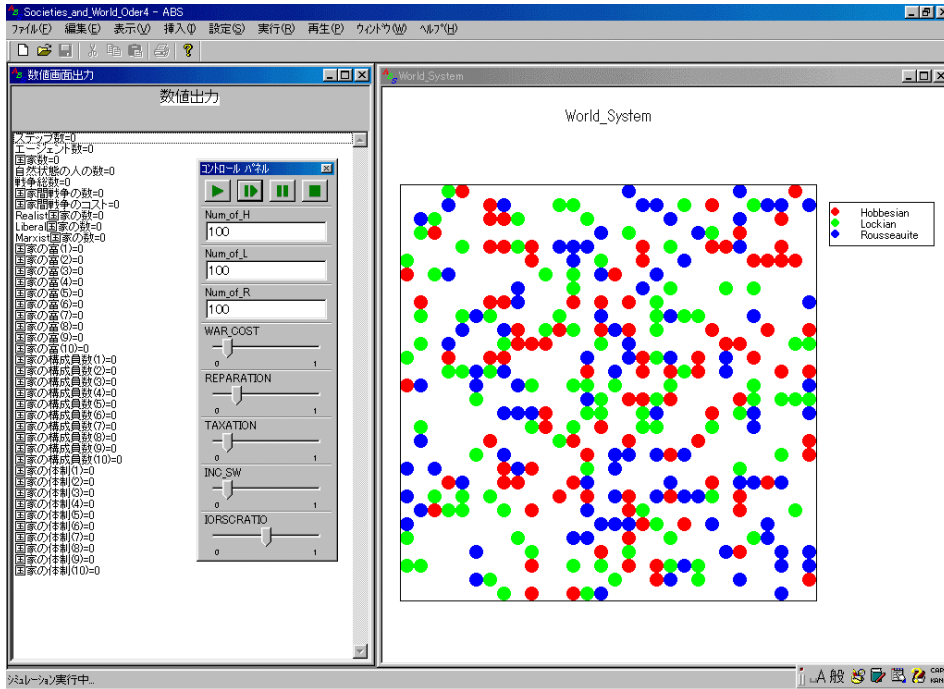 Societies_and_World_Oder4 - ABS
ファイル(F) 編集(E) 表示(V) 挿入(I) 設定(S) 実行(R) 再生(P) ウィンドウ(W) ヘルプ(H)
数値画面出力
数値出力
ステップ数=0
エージェント数=0
国家数=0
自然状態の人の数=0
戦争総数=0
国家間戦争の数=0
国家間戦争のコスト=0
Realist国家の数=0
Liberal国家の数=0
Marxist国家の数=0
国家の富(1)=0
国家の富(2)=0
国家の富(3)=0
国家の富(4)=0
国家の富(5)=0
国家の富(6)=0
国家の富(7)=0
国家の富(8)=0
国家の富(9)=0
国家の富(10)=0
国家の構成員数(1)=0
国家の構成員数(2)=0
国家の構成員数(3)=0
国家の構成員数(4)=0
国家の構成員数(5)=0
国家の構成員数(6)=0
国家の構成員数(7)=0
国家の構成員数(8)=0
国家の構成員数(9)=0
国家の構成員数(10)=0
国家の体制(1)=0
国家の体制(2)=0
国家の体制(3)=0
国家の体制(4)=0
国家の体制(5)=0
国家の体制(6)=0
国家の体制(7)=0
国家の体制(8)=0
国家の体制(9)=0
国家の体制(10)=0
コントロール パネル
Num_of_H
100
Num_of_L
100
Num_of_R
100
WAR_COST
0 1
REPARATION
0 1
TAXATION
0 1
INC_SW
0 1
IORSCRATIO
0 1
World_System
World_System
Hobbesian
Lockian
Rousseauite
シミュレーション実行中...
A 般
CAPS
KANA